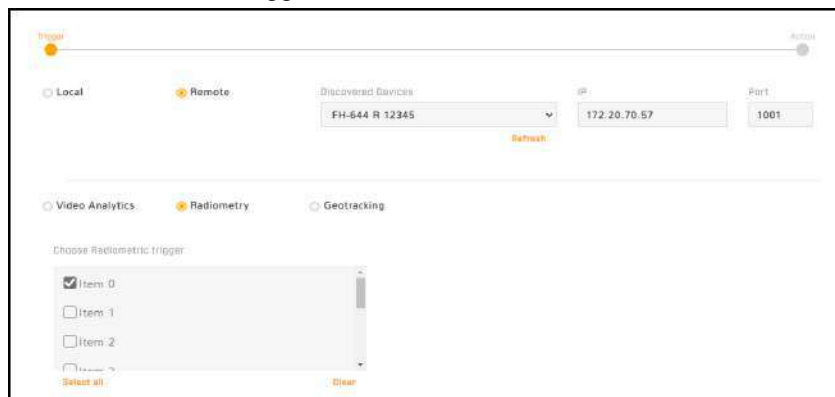 Trigger
Action
Local
Remote
Discovered Devices
IP
Port
FH-644 R 12345
172.20.70.57
1001
Refresh
Video Analytics
Radiometry
Geotracking
Choose Radiometric trigger
Item 0
Item 1
Item 2
Select all
Clear